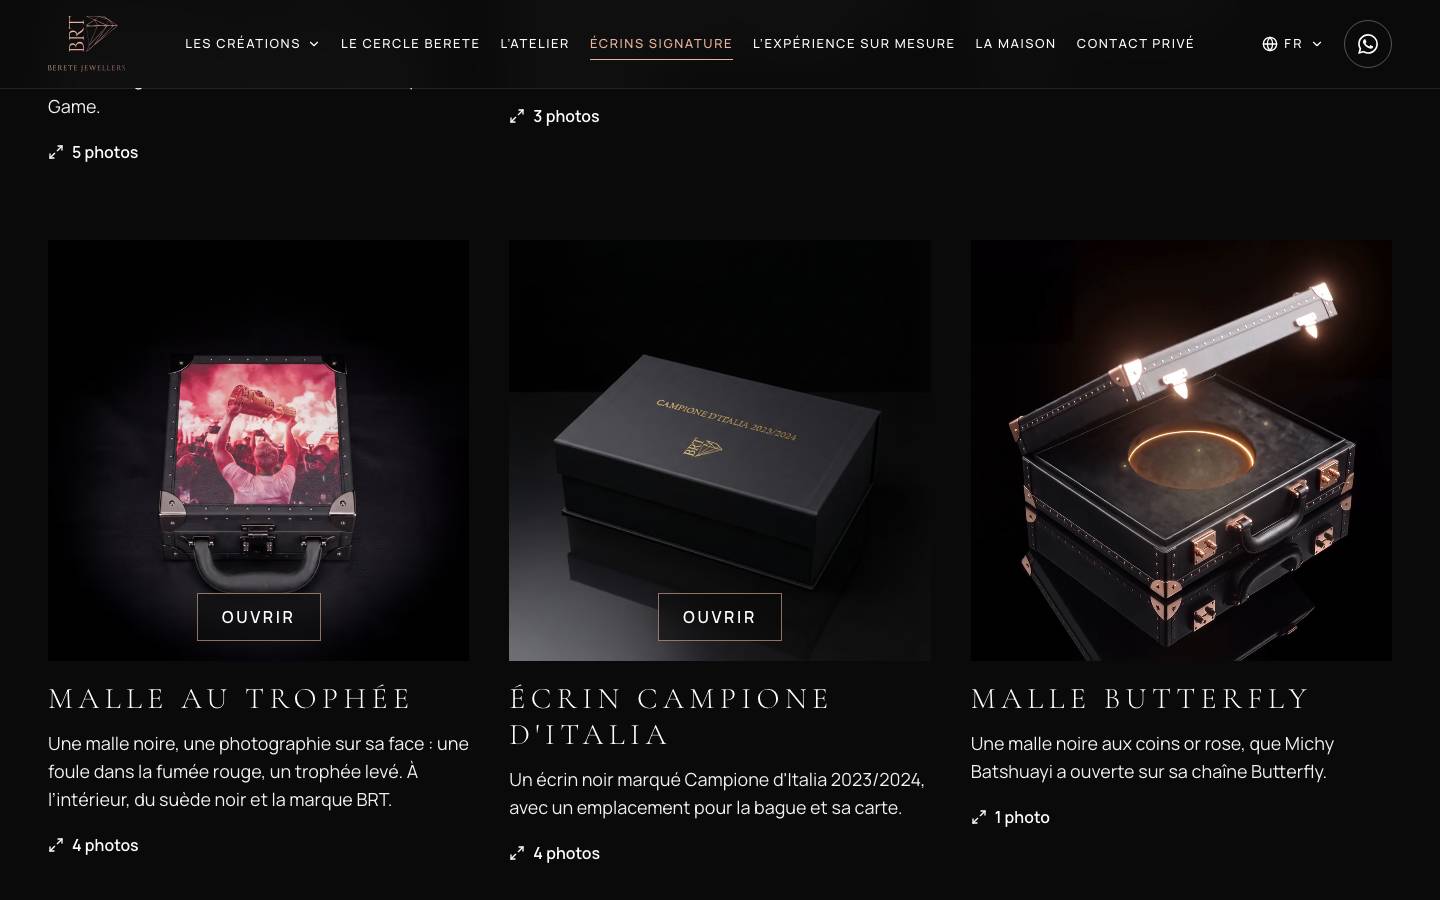 BRT
BERETE JEWELLERS
LES CRÉATIONS
LE CERCLE BERETE
L'ATELIER
ÉCRINS SIGNATURE
L'EXPÉRIENCE SUR MESURE
LA MAISON
CONTACT PRIVÉ
FR
Game.
5 photos
3 photos
CAMPIONE D'ITALIA 2023/2024
BRT
OUVRIR
OUVRIR
MALLE AU TROPHÉE
Une malle noire, une photographie sur sa face : une
foule dans la fumée rouge, un trophée levé. À
l’intérieur, du suède noir et la marque BRT.
4 photos
ÉCRIN CAMPIONE
D'ITALIA
Un écrin noir marqué Campione d'Italia 2023/2024,
avec un emplacement pour la bague et sa carte.
4 photos
MALLE BUTTERFLY
Une malle noire aux coins or rose, que Michy
Batshuayi a ouverte sur sa chaîne Butterfly.
1 photo